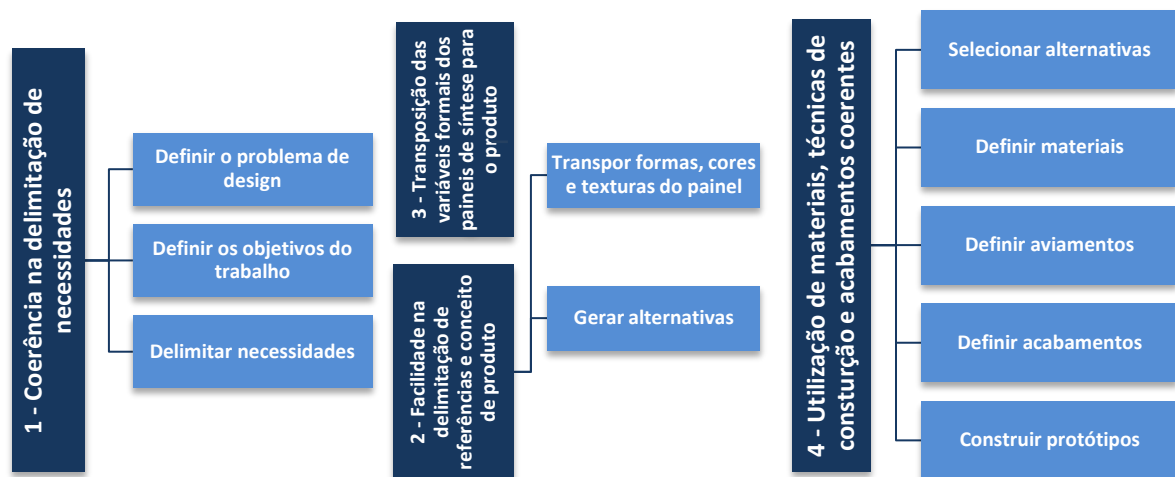 1 - Coerência na delimitação de
necessidades
Definir o problema de
design
Definir os objetivos do
trabalho
Delimitar necessidades
3 - Transposição das
variáveis formais dos
paineis de síntese para
o produto
2 - Facilidade na
delimitação de
referências e conceito
de produto
Transpor formas, cores
e texturas do painel
Gerar alternativas
4 - Utilização de materiais, técnicas de
consturção e acabamentos coerentes
Selecionar alternativas
Definir materiais
Definir aviamentos
Definir acabamentos
Construir protótipos